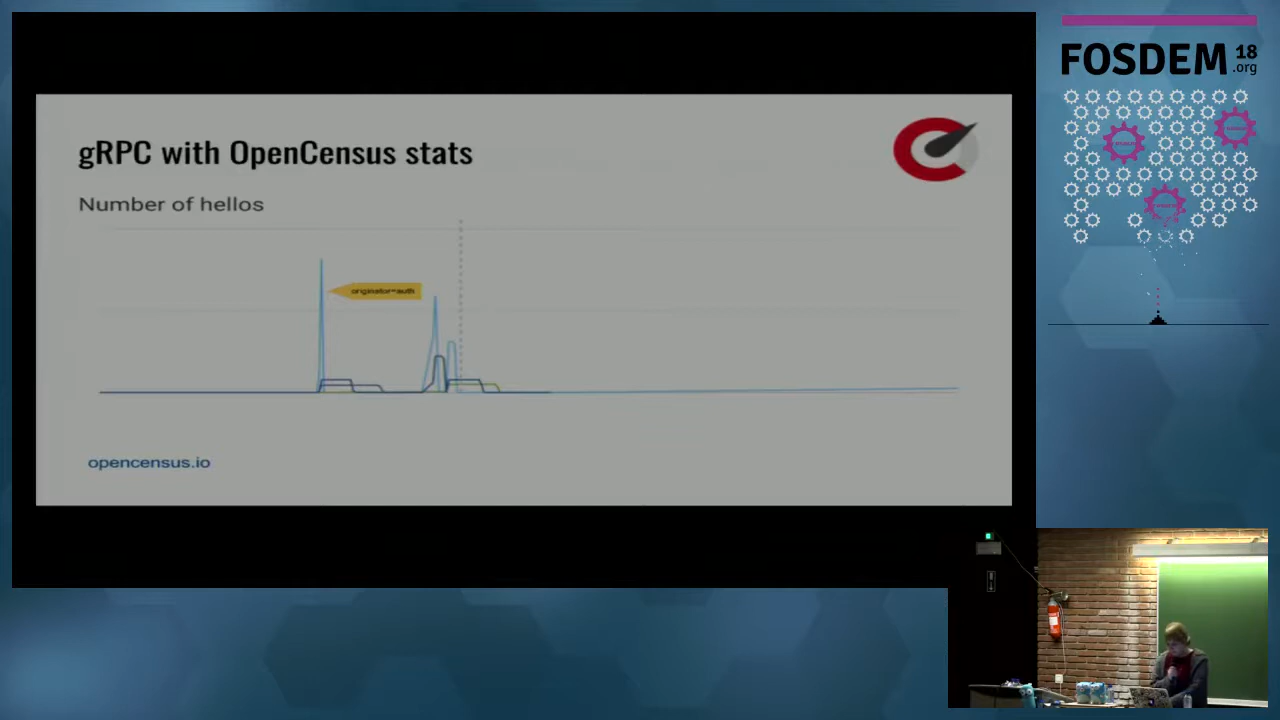 gRPC with OpenCensus stats
Number of hellos
originator=auth
opencensus.io
FOSDEM 18
.org